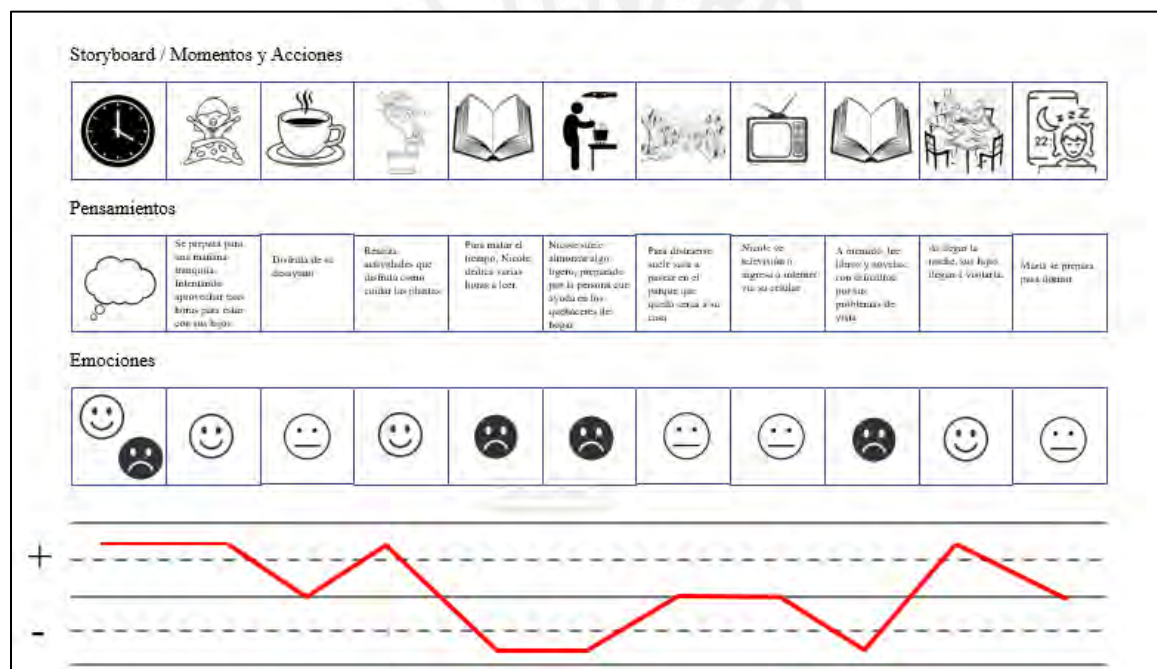 Storyboard / Momentos y Acciones
22:
Pensamientos
Se prepara para
una mañana
tranquila.
Intentando
aprovechar esas
horas para estar
con sus hijos.
Disfruta de su
desayuno
Realiza
actividades que
disfruta como
cuidar las plantas
Para matar el
tiempo, Nicole
dedica varias
horas a leer.
Nicole suele
almorzar algo
ligero, preparado
por la persona que
ayuda en los
quehaceres del
hogar
Para distraerse
suele salir a
pasear en el
parque que
queda cerca a su
casa
Nicole ve
televisión o
ingresa a internet
vía su celular
A menudo, lee
libros y novelas;
con dificultad
por sus
problemas de
vista
llegar la
noche, sus hijos
llegan a visitarla.
María se prepara
para dormir
Emociones
+
-